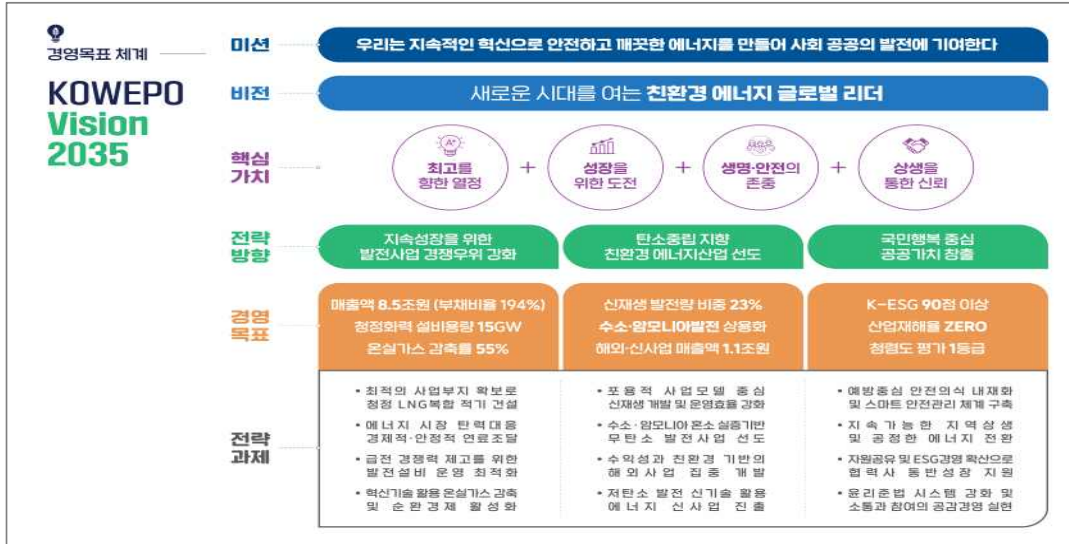 경영목표 체계
KOWEPO
Vision
2035
미션
우리는 지속적인 혁신으로 안전하고 깨끗한 에너지를 만들어 사회 공공의 발전에 기여한다
비전
새로운 시대를 여는 친환경 에너지 글로벌 리더
핵심
가치
최고를
향한 열정
+
성장을
위한 도전
+
생명·안전의
존중
+
상생을
통한 신뢰
전략
방향
지속성장을 위한
발전사업 경쟁우위 강화
탄소중립 지향
친환경 에너지산업 선도
국민행복 중심
공공가치 창출
경영
목표
매출액 8.5조원 (부채비율 194%)
청정화력 설비용량 15GW
온실가스 감축률 55%
신재생 발전량 비중 23%
수소·암모니아발전 상용화
해외·신사업 매출액 1.1조원
K-ESG 90점 이상
산업재해율 ZERO
청렴도 평가 1등급
전략
과제
• 최적의 사업부지 확보로
청정 LNG복합 적기 건설
• 에너지 시장 탄력대응
경제적·안정적 연료조달
• 급전 경쟁력 제고를 위한
발전설비 운영 최적화
• 혁신기술 활용 온실가스 감축
및 순환경제 활성화
• 포용적 사업모델 중심
신재생 개발 및 운영효율 강화
• 수소·암모니아 혼소 실증기반
무탄소 발전사업 선도
• 수익성과 친환경 기반의
해외사업 집중 개발
• 저탄소 발전 신기술 활용
에너지 신사업 진출
• 예방중심 안전의식 내재화
및 스마트 안전관리 체계 구축
• 지속가능한 지역상생
및 공정한 에너지 전환
• 자원공유 및 ESG경영 확산으로
협력사 동반성장 지원
• 윤리준법 시스템 강화 및
소통과 참여의 공감경영 실현